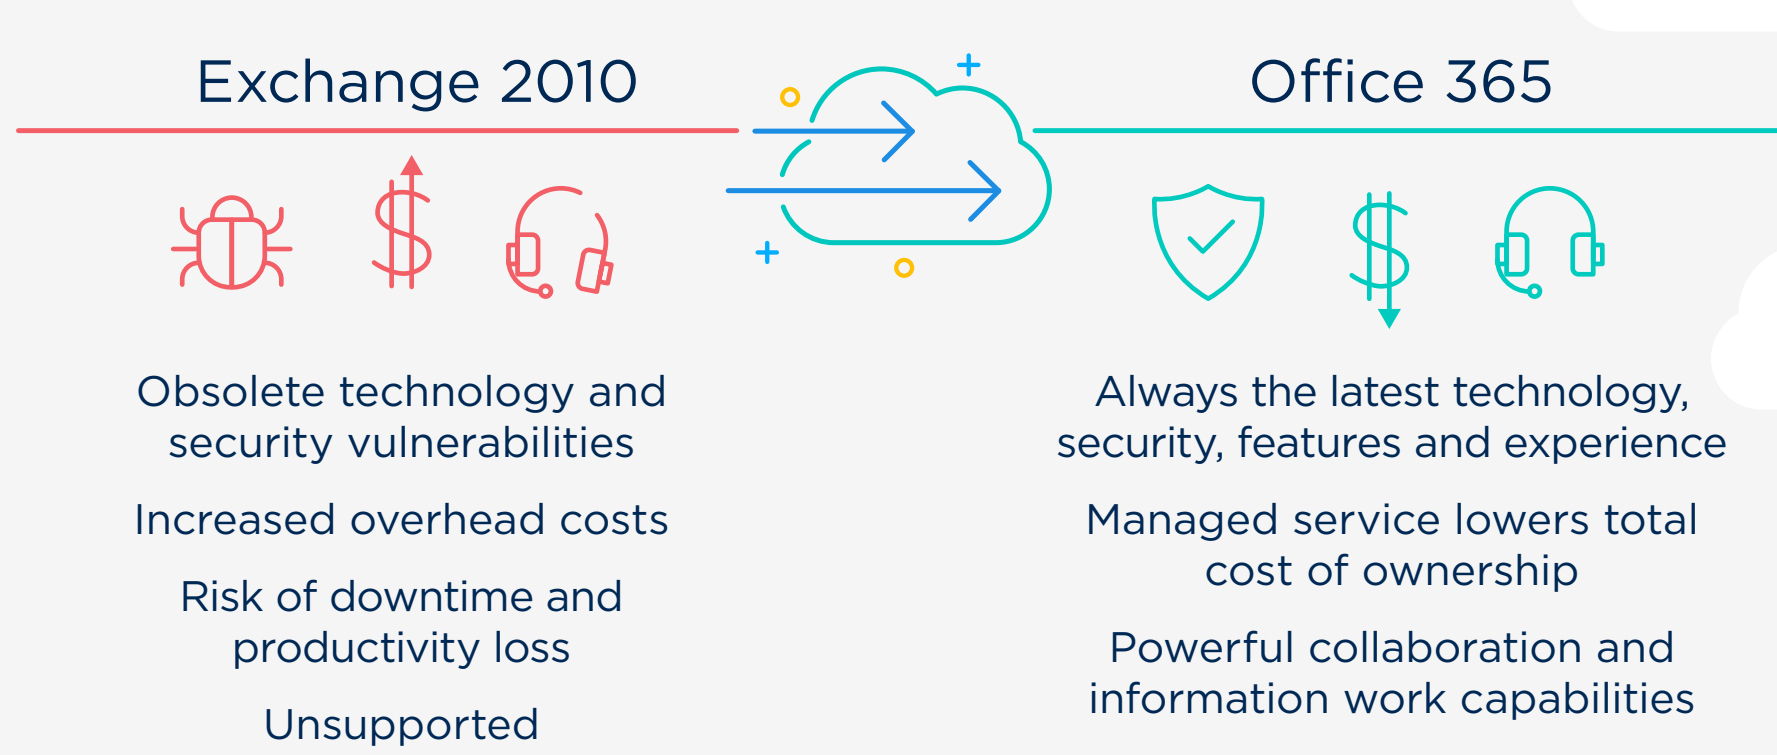 Exchange 2010
Obsolete technology and
security vulnerabilities
Increased overhead costs
Risk of downtime and
productivity loss
Unsupported
Office 365
Always the latest technology,
security, features and experience
Managed service lowers total
cost of ownership
Powerful collaboration and
information work capabilities